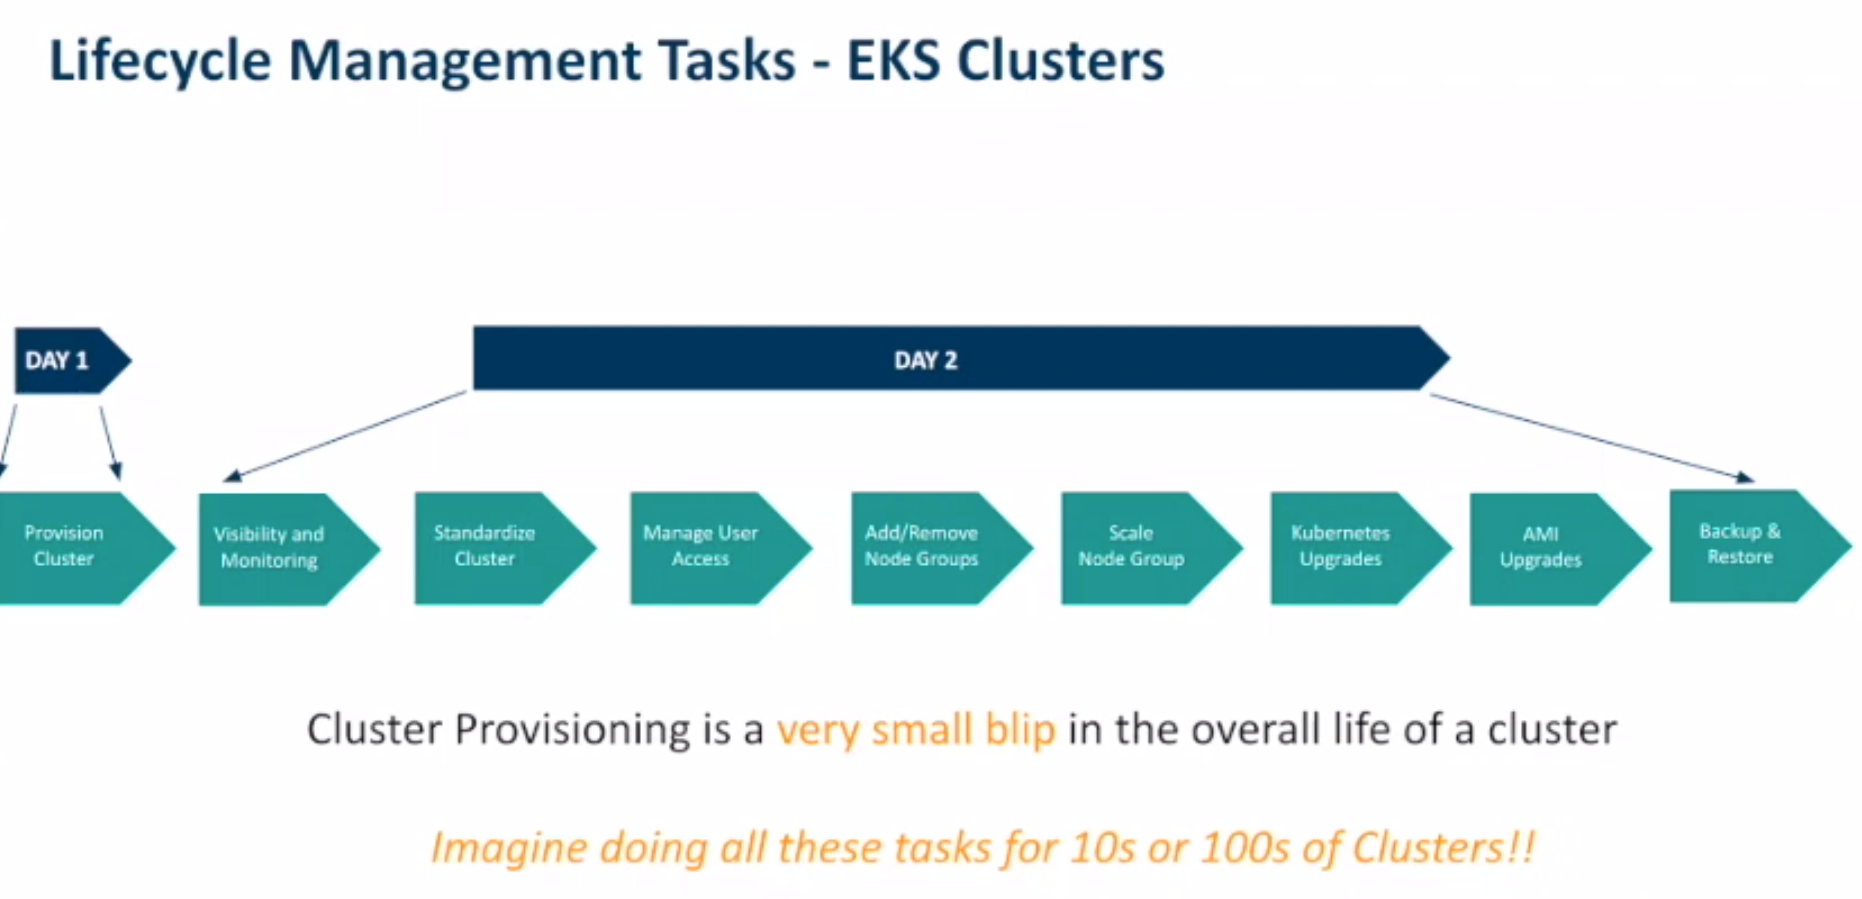 Lifecycle Management Tasks - EKS Clusters
DAY 1
DAY 2
Provision
Cluster
Visibility and
Monitoring
Standardize
Cluster
Manage User
Access
Add/Remove
Node Groups
Scale
Node Group
Kubernetes
Upgrades
AMI
Upgrades
Backup &
Restore
Cluster Provisioning is a very small blip in the overall life of a cluster
Imagine doing all these tasks for 10s or 100s of Clusters!!